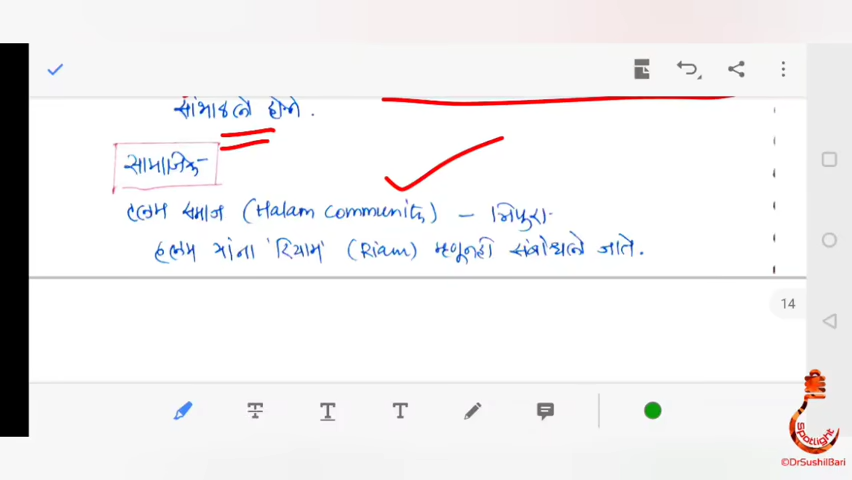 सांभाळले होते.
सामाजिक
हलम समाज (Halam community) – त्रिपुरा.
हलम यांना 'रियाम' (Riam) म्हणूनही संबोधले जाते.
14
Spotlight
©DrSushilBari